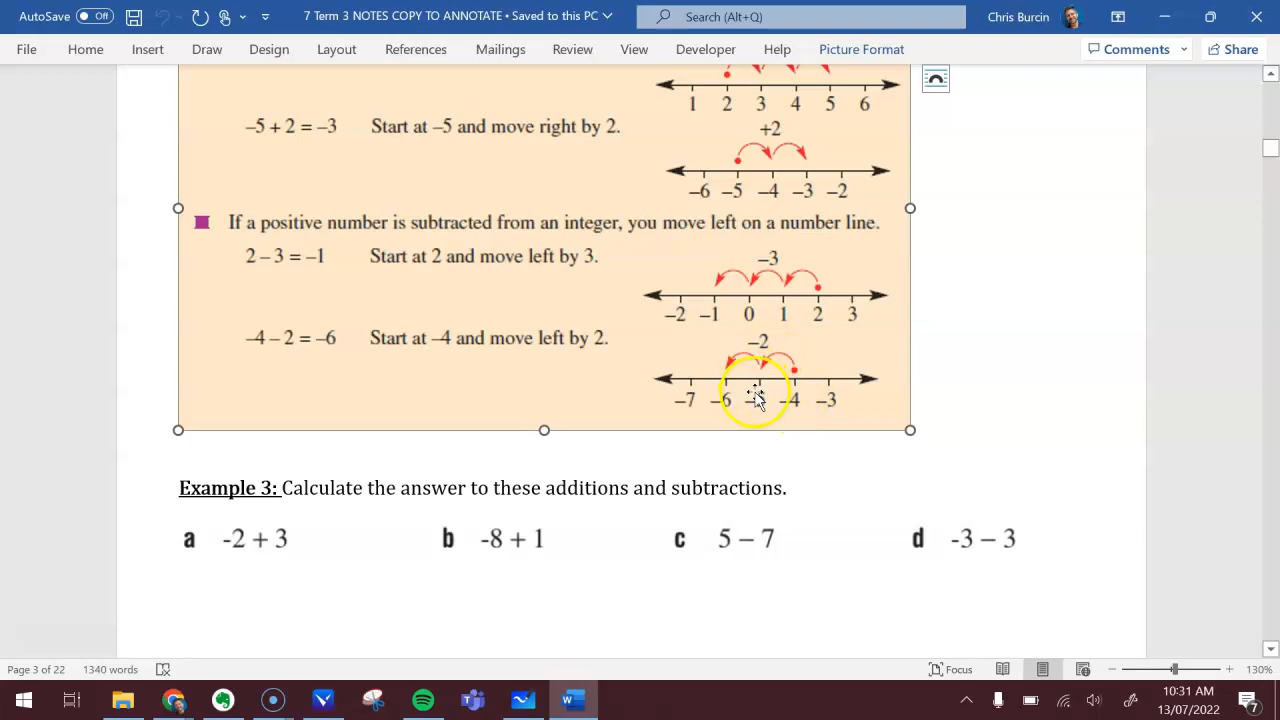 AutoSave Off 7 Term 3 NOTES COPY TO ANNOTATE • Saved to this PC Search (Alt+Q) Chris Burcin
File Home Insert Draw Design Layout References Mailings Review View Developer Help Picture Format Comments Share
1 2 3 4 5 6
–5 + 2 = –3 Start at –5 and move right by 2.
+2
–6 –5 –4 –3 –2
If a positive number is subtracted from an integer, you move left on a number line.
2 – 3 = –1 Start at 2 and move left by 3.
–3
–2 –1 0 1 2 3
–4 – 2 = –6 Start at –4 and move left by 2.
–2
–7 –6 –4 –3
Example 3: Calculate the answer to these additions and subtractions.
a -2 + 3 b -8 + 1 c 5 – 7 d -3 – 3
Page 3 of 22 1340 words Focus 130%
10:31 AM
13/07/2022 7